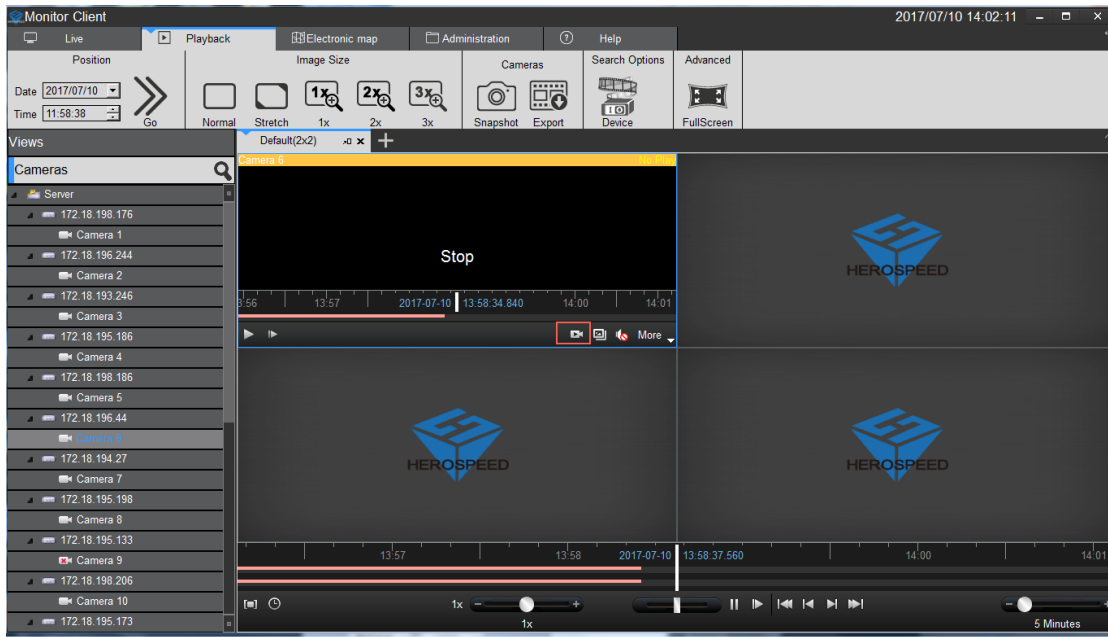 Monitor Client 2017/07/10 14:02:11
Live Playback Electronic map Administration Help
Position Image Size Cameras Search Options Advanced
Date 2017/07/10
Time 11:58:38
Go Normal Stretch 1x 2x 3x Snapshot Export Device FullScreen
1x 2x 3x
Views Default(2x2)
Cameras
Server
172.18.198.176
Camera 1
172.18.196.244
Camera 2
172.18.193.246
Camera 3
172.18.195.186
Camera 4
172.18.198.186
Camera 5
172.18.196.44
Camera 6
172.18.194.27
Camera 7
172.18.195.198
Camera 8
172.18.195.133
Camera 9
172.18.198.206
Camera 10
172.18.195.173
Camera 6 No Play
Stop
3:56 13:57 2017-07-10 13:58:34.840 14:00 14:01
More
HEROSPEED
HEROSPEED
HEROSPEED
13:57 13:58 2017-07-10 13:58:37.560 14:00 14:01
1x
1x 5 Minutes